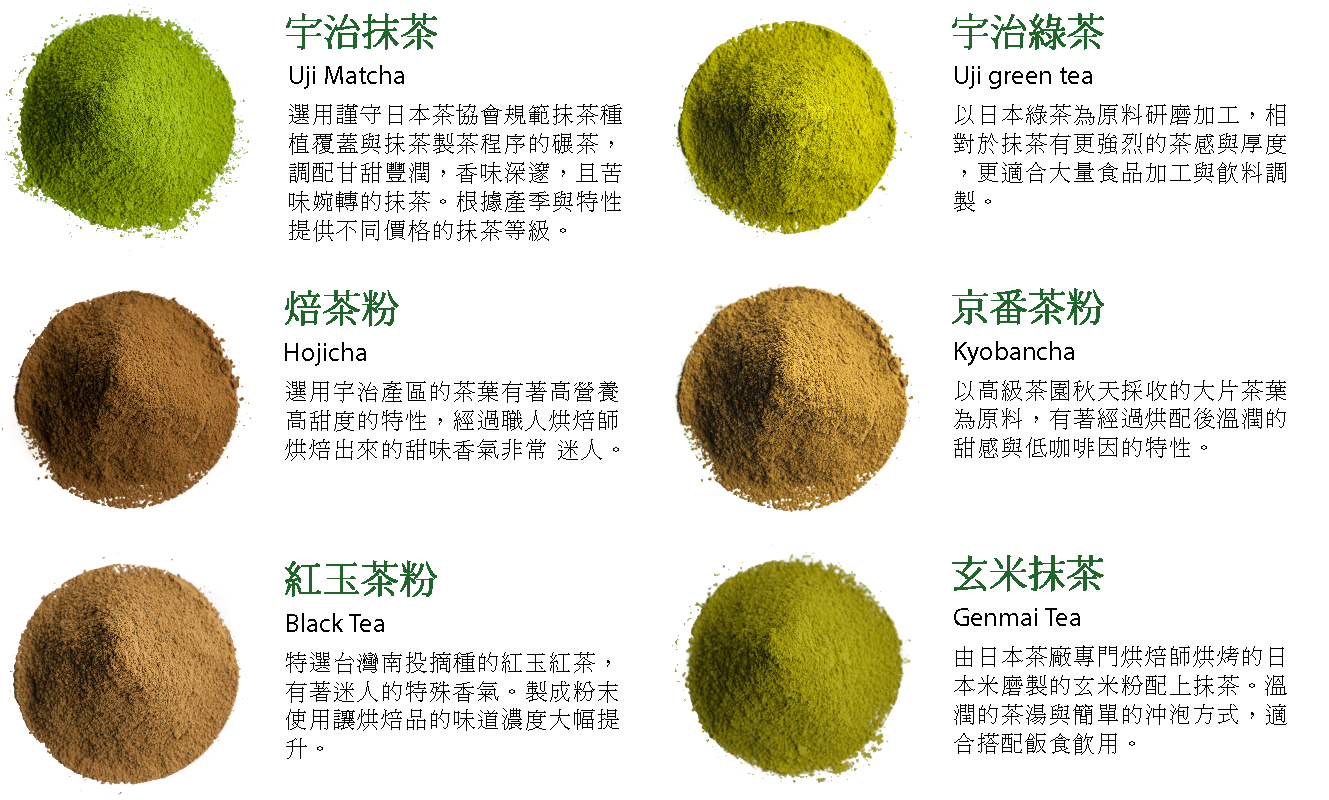 宇治抹茶
Uji Matcha
選用謹守日本茶協會規範抹茶種
植覆蓋與抹茶製茶程序的碾茶，
調配甘甜豐潤，香味深邃，且苦
味婉轉的抹茶。根據產季與特性
提供不同價格的抹茶等級。
宇治綠茶
Uji green tea
以日本綠茶為原料研磨加工，相
對於抹茶有更強烈的茶感與厚度
，更適合大量食品加工與飲料調
製。
焙茶粉
Hojicha
選用宇治產區的茶葉有著高營養
高甜度的特性，經過職人烘焙師
烘焙出來的甜味香氣非常 迷人。
京番茶粉
Kyobancha
以高級茶園秋天採收的大片茶葉
為原料，有著經過烘配後溫潤的
甜感與低咖啡因的特性。
紅玉茶粉
Black Tea
特選台灣南投摘種的紅玉紅茶，
有著迷人的特殊香氣。製成粉末
使用讓烘焙品的味道濃度大幅提
升。
玄米抹茶
Genmai Tea
由日本茶廠專門烘焙師烘烤的日
本米磨製的玄米粉配上抹茶。溫
潤的茶湯與簡單的沖泡方式，適
合搭配飯食飲用。